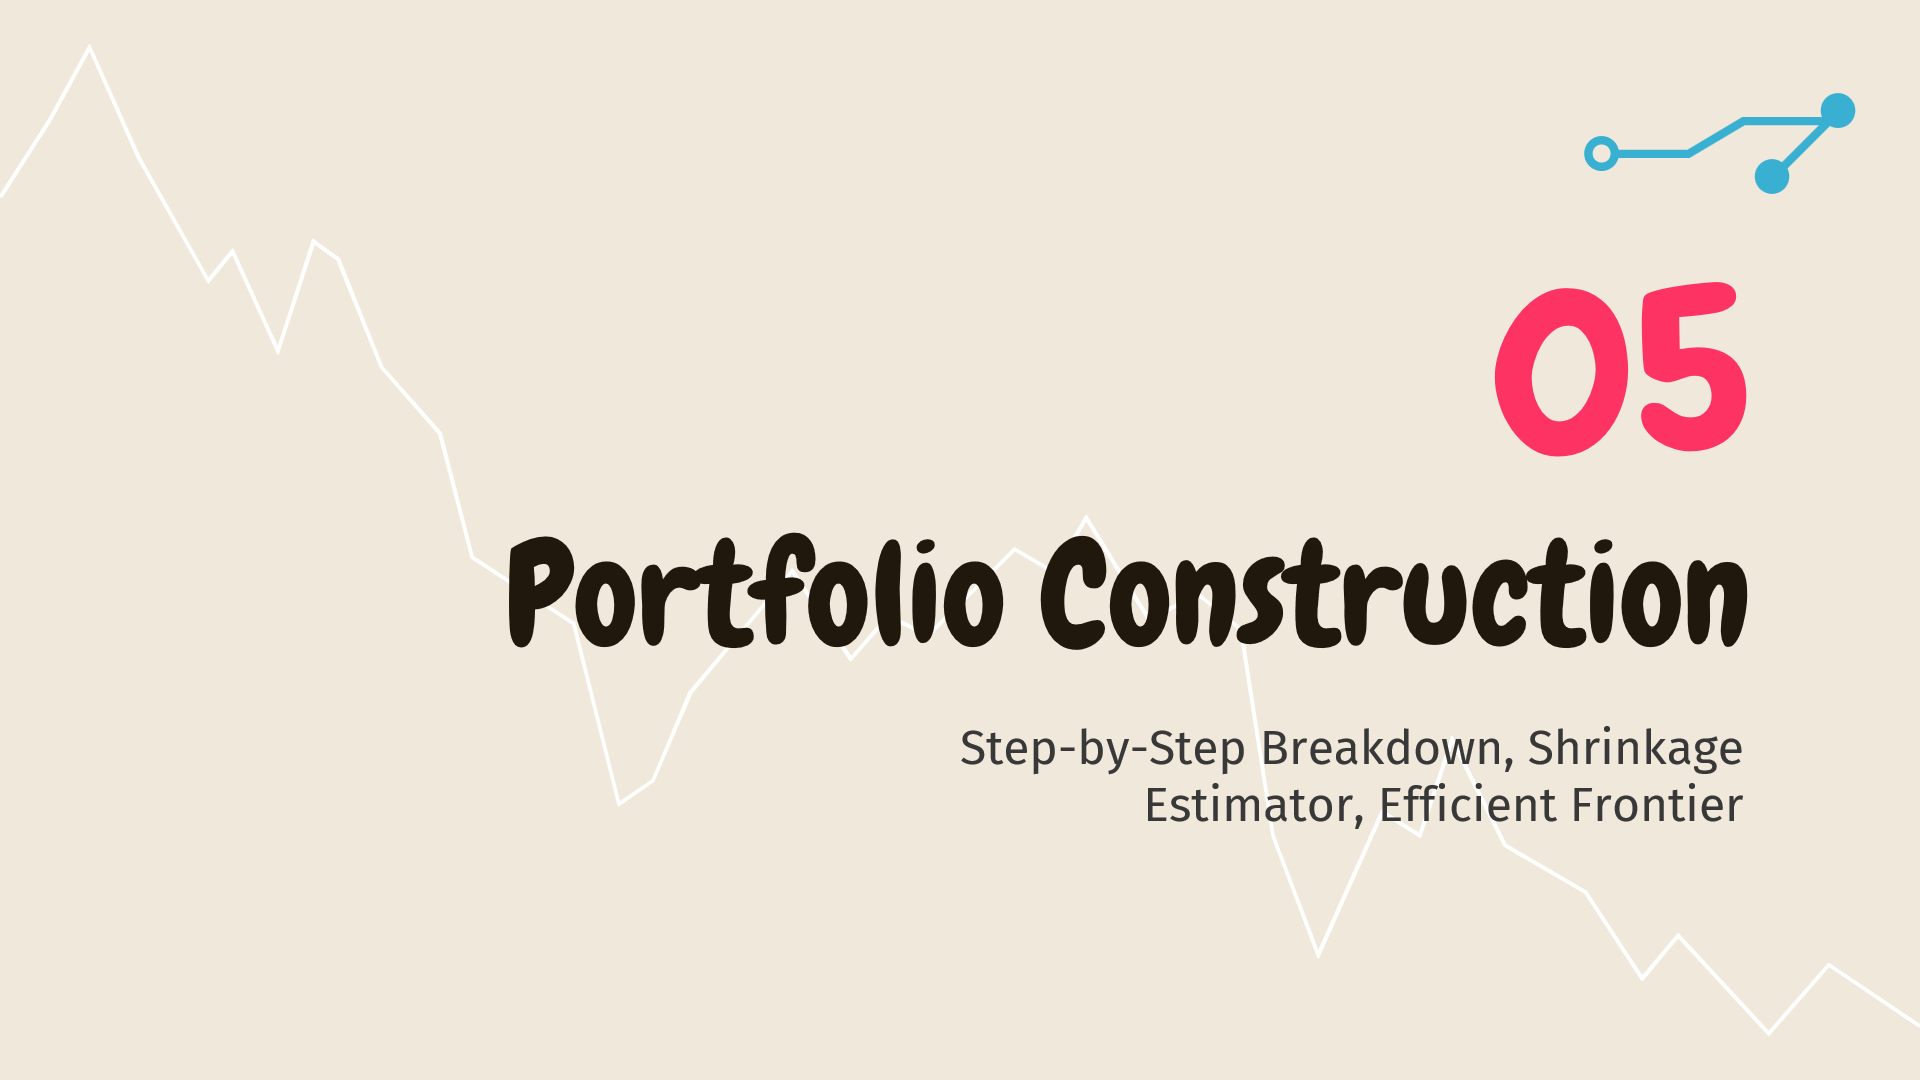 05
Portfolio Construction
Step-by-Step Breakdown, Shrinkage
Estimator, Efficient Frontier